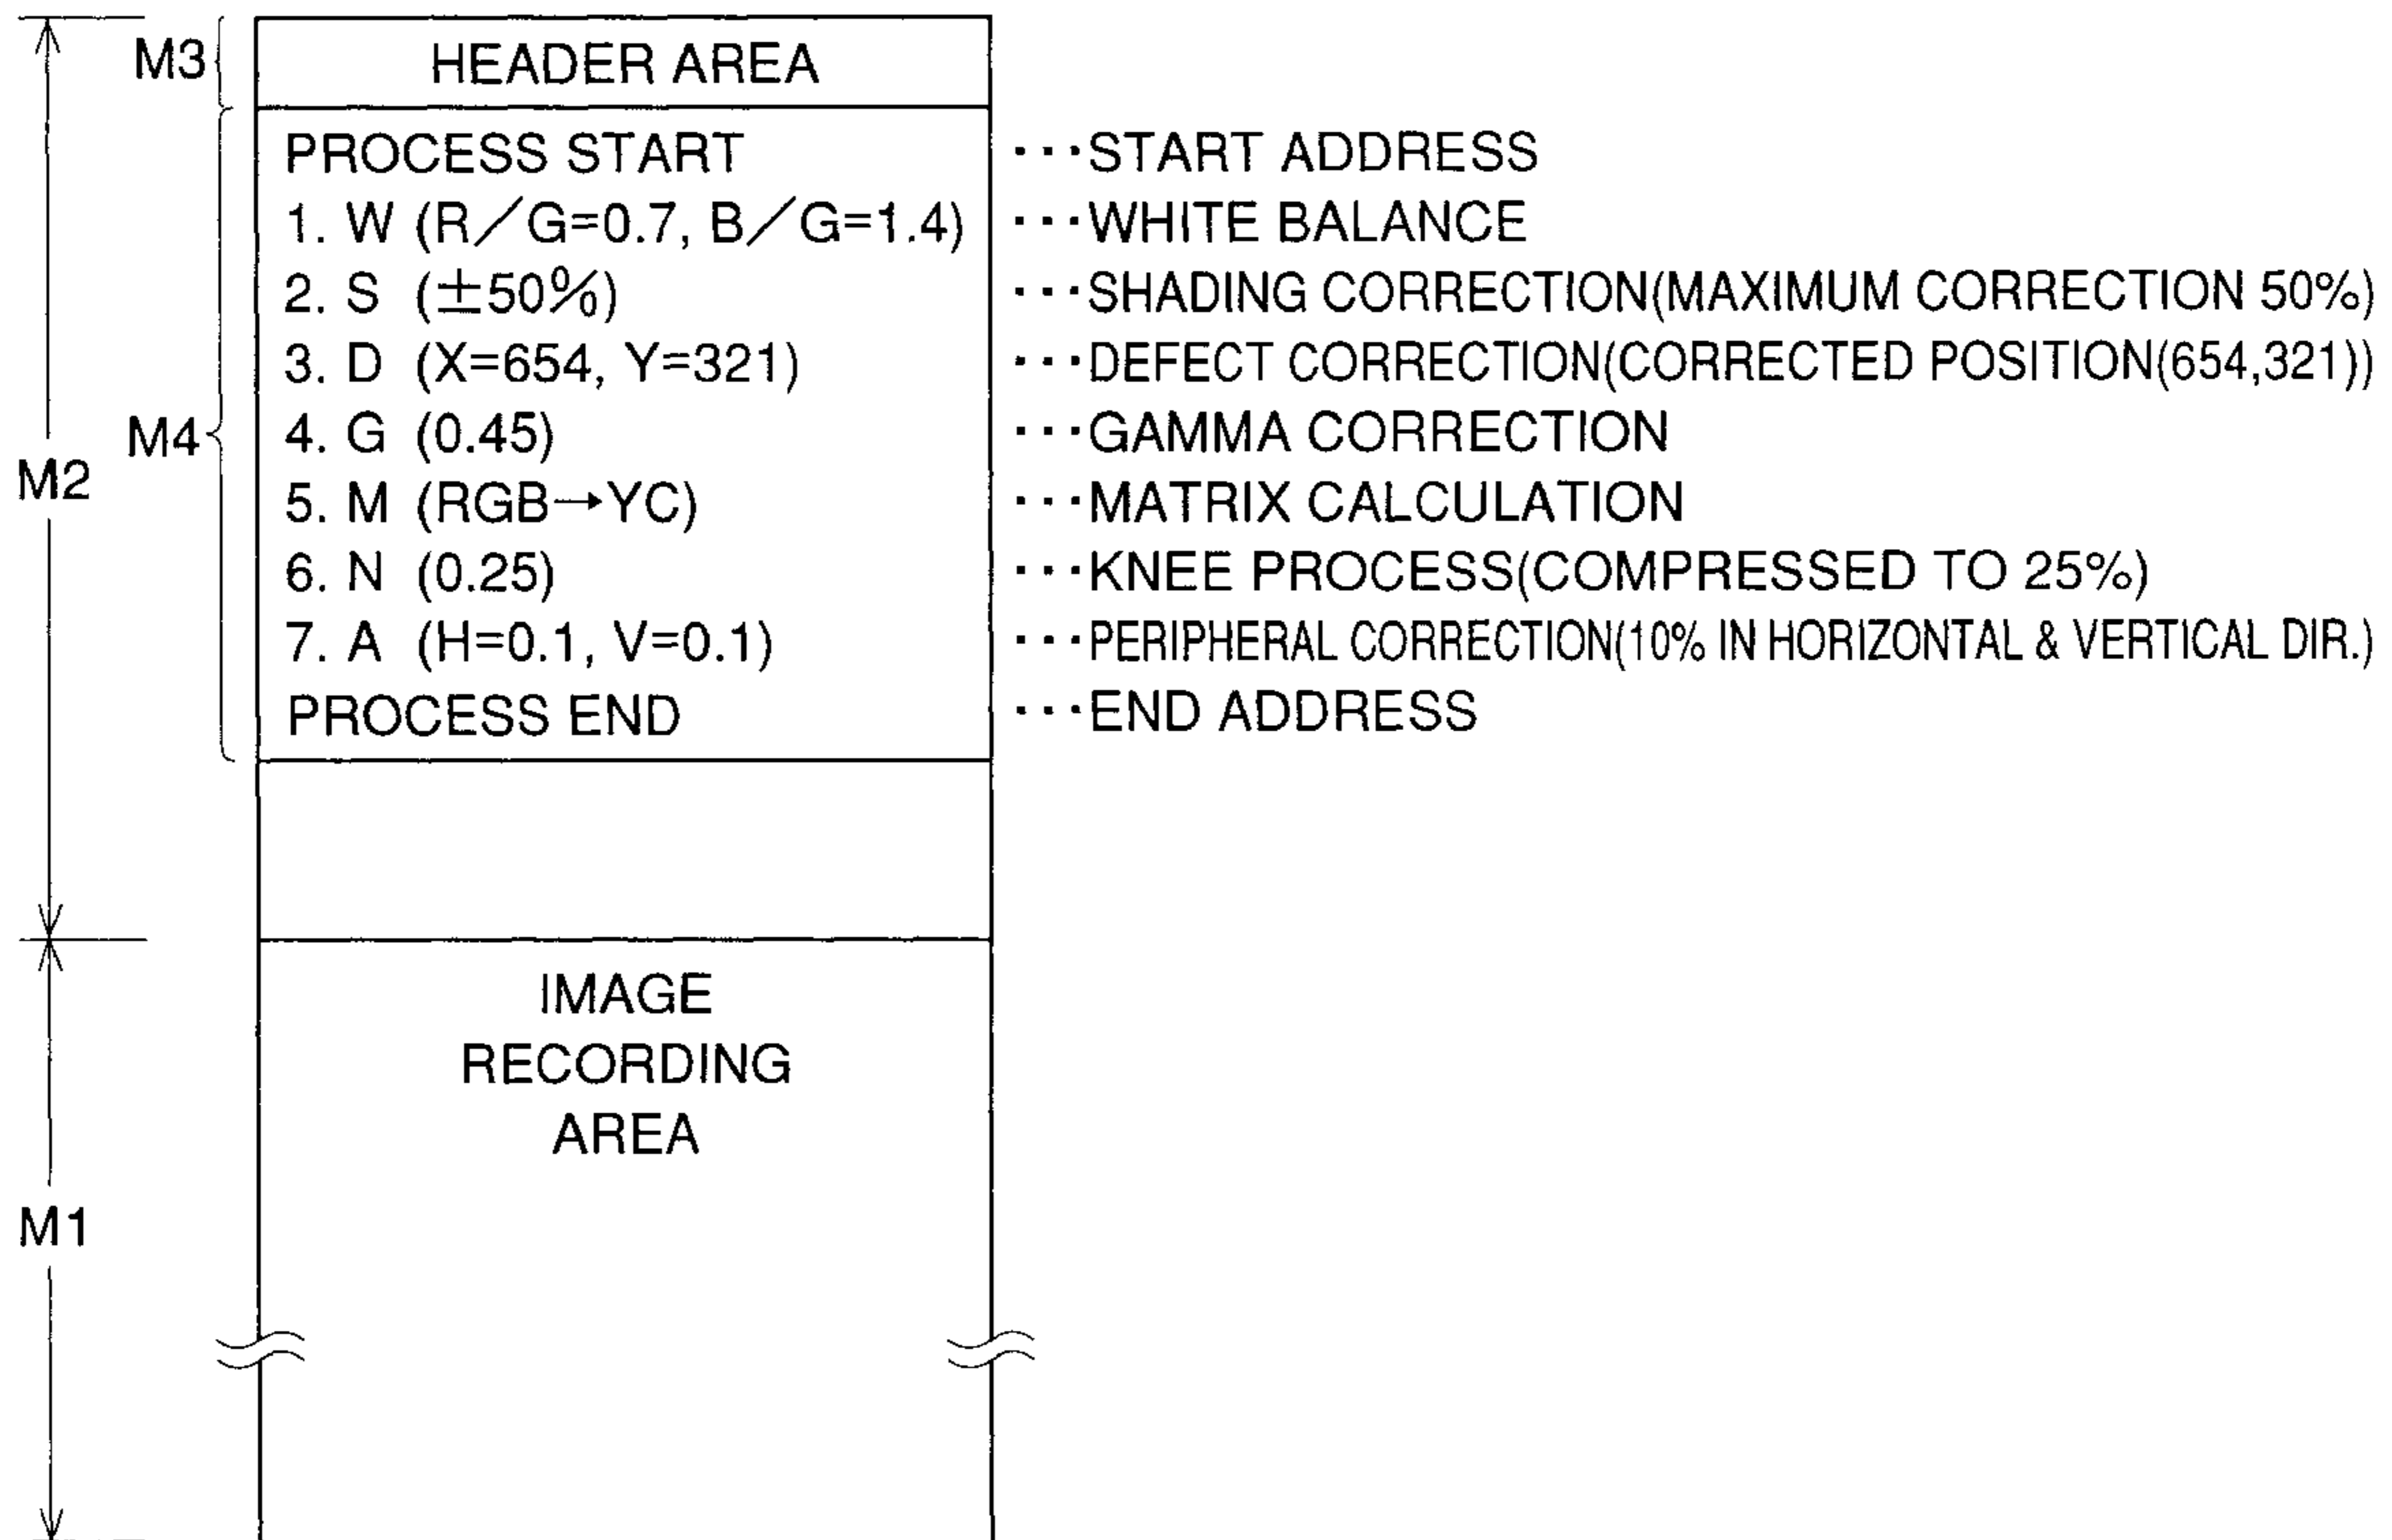 M3 HEADER AREA
PROCESS START ···START ADDRESS
1. W (R/G=0.7, B/G=1.4) ···WHITE BALANCE
2. S (±50%) ···SHADING CORRECTION(MAXIMUM CORRECTION 50%)
3. D (X=654, Y=321) ···DEFECT CORRECTION(CORRECTED POSITION(654,321))
M4 4. G (0.45) ···GAMMA CORRECTION
M2
5. M (RGB→YC) ···MATRIX CALCULATION
6. N (0.25) ···KNEE PROCESS(COMPRESSED TO 25%)
7. A (H=0.1, V=0.1) ···PERIPHERAL CORRECTION(10% IN HORIZONTAL & VERTICAL DIR.)
PROCESS END ···END ADDRESS
IMAGE
RECORDING
AREA
M1